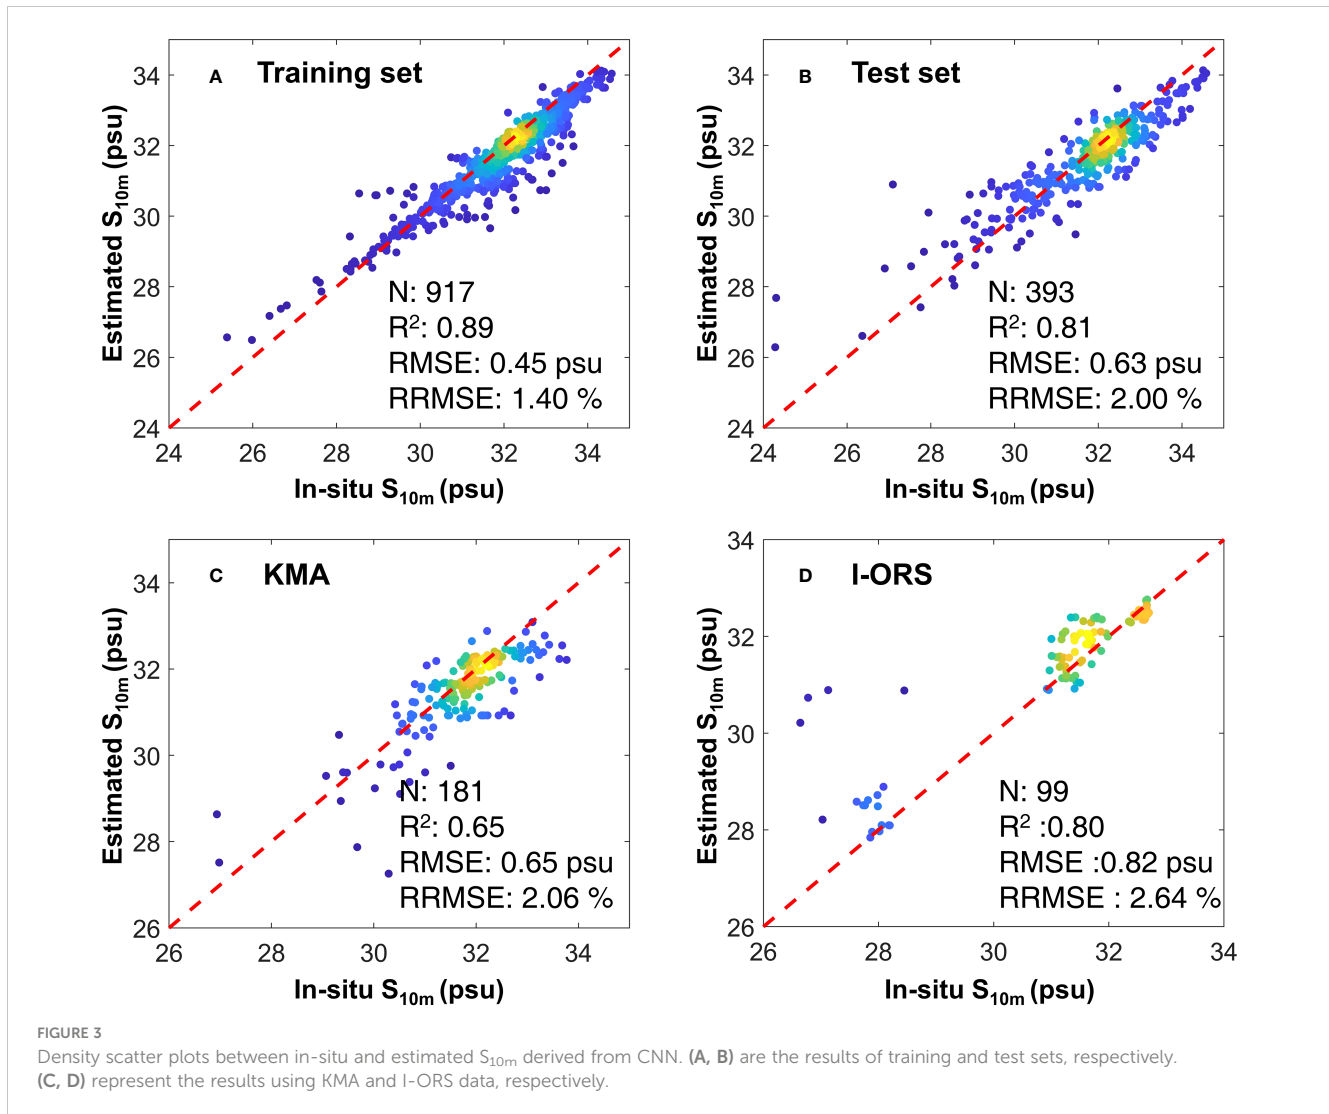 A Training set
Estimated S10m (psu)
34
32
30
28
26
24
N: 917
R²: 0.89
RMSE: 0.45 psu
RRMSE: 1.40 %
24 26 28 30 32 34
In-situ S10m (psu)
B Test set
Estimated S10m (psu)
34
32
30
28
26
24
N: 393
R²: 0.81
RMSE: 0.63 psu
RRMSE: 2.00 %
24 26 28 30 32 34
In-situ S10m (psu)
C KMA
Estimated S10m (psu)
34
32
30
28
26
N: 181
R²: 0.65
RMSE: 0.65 psu
RRMSE: 2.06 %
26 28 30 32 34
In-situ S10m (psu)
D I-ORS
Estimated S10m (psu)
34
32
30
28
26
N: 99
R² :0.80
RMSE :0.82 psu
RRMSE : 2.64 %
26 28 30 32 34
In-situ S10m (psu)
FIGURE 3
Density scatter plots between in-situ and estimated S10m derived from CNN. (A, B) are the results of training and test sets, respectively.
(C, D) represent the results using KMA and I-ORS data, respectively.